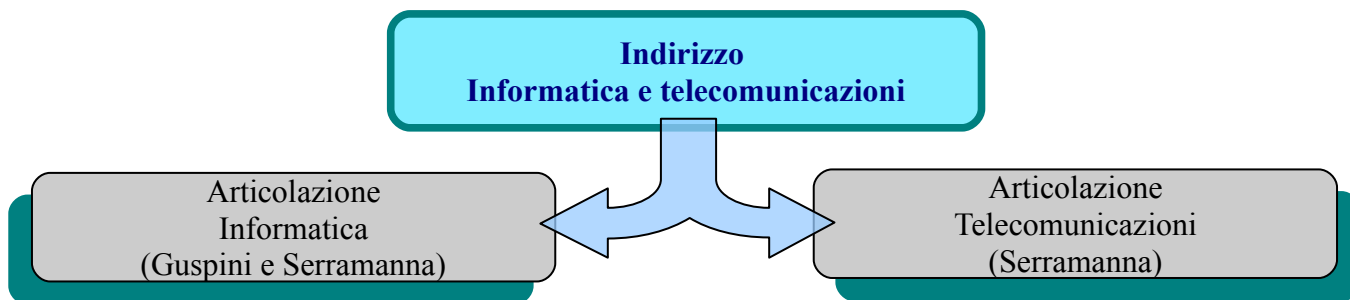 Indirizzo
Informatica e telecomunicazioni
Articolazione
Informatica
(Guspini e Serramanna)
Articolazione
Telecomunicazioni
(Serramanna)